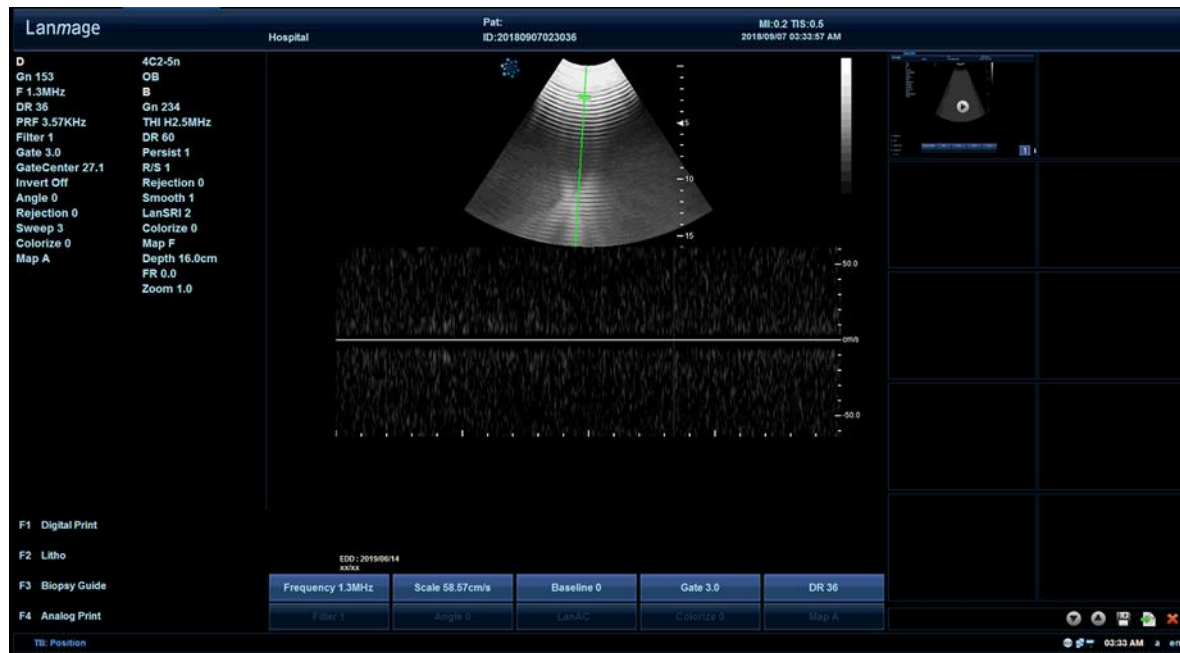 Lanmage
Hospital
Pat:
ID:20180907023036
MI:0.2 TIS:0.5
2018/09/07 03:33:57 AM
D
Gn 153
F 1.3MHz
DR 36
PRF 3.57KHz
Filter 1
Gate 3.0
GateCenter 27.1
Invert Off
Angle 0
Rejection 0
Sweep 3
Colorize 0
Map A
4C2-5n
OB
B
Gn 234
THI H2.5MHz
DR 60
Persist 1
R/S 1
Rejection 0
Smooth 1
LanSRI 2
Colorize 0
Map F
Depth 16.0cm
FR 0.0
Zoom 1.0
5
10
15
50.0
cm/s
-50.0
1
F1 Digital Print
F2 Litho
F3 Biopsy Guide
F4 Analog Print
EDD : 2019/06/14
xx/xx
Frequency 1.3MHz
Scale 58.57cm/s
Baseline 0
Gate 3.0
DR 36
Filter 1
Angle 0
LanAC
Colorize 0
Map A
TB: Position
03:33 AM a en